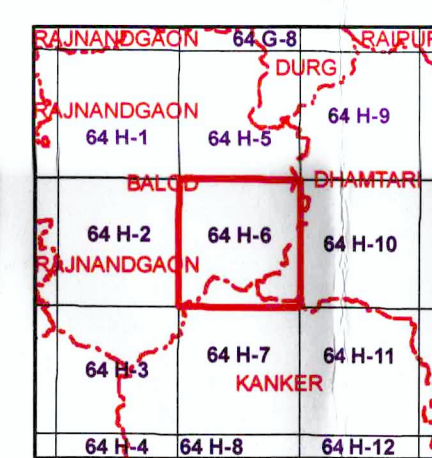 RAJNANDGAON 64 G-8 RAIPUR
DURG
RAJNANDGAON 64 H-9
64 H-1 64 H-5
BALOD DHAMTARI
64 H-2 64 H-6 64 H-10
RAJNANDGAON
64 H-3 64 H-7 64 H-11
KANKER
64 H-4 64 H-8 64 H-12